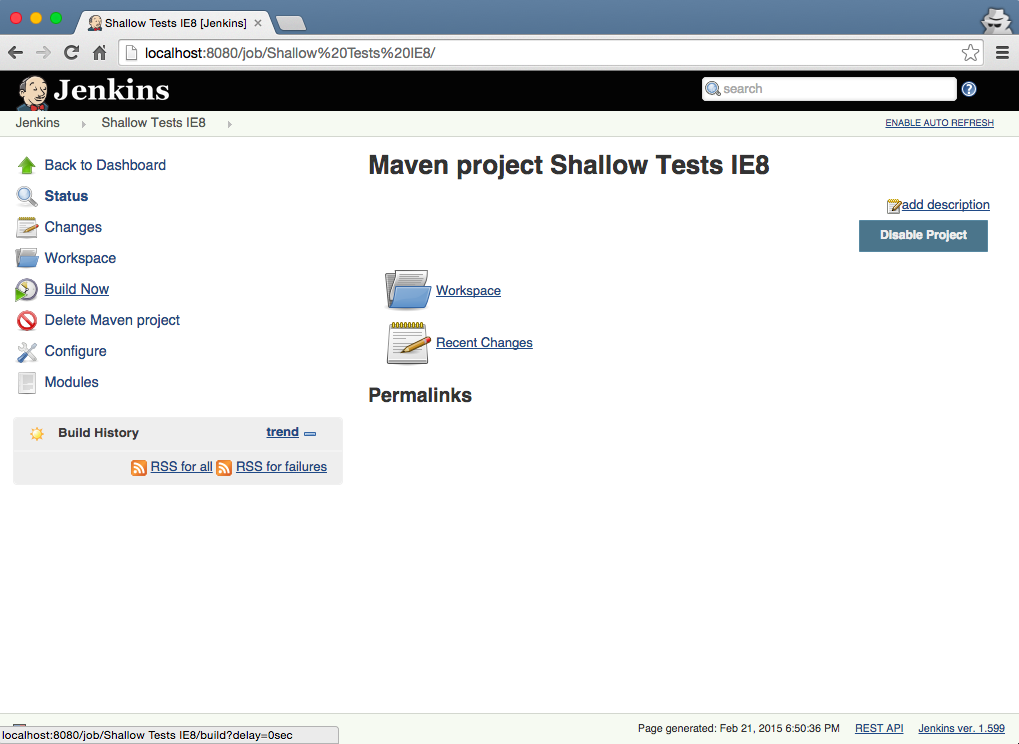 Shallow Tests IE8 [Jenkins]
localhost:8080/job/Shallow%20Tests%20IE8/
Jenkins
search
Jenkins
Shallow Tests IE8
ENABLE AUTO REFRESH
Back to Dashboard
Status
Changes
Workspace
Build Now
Delete Maven project
Configure
Modules
Build History
trend
RSS for all
RSS for failures
Maven project Shallow Tests IE8
add description
Disable Project
Workspace
Recent Changes
Permalinks
Page generated: Feb 21, 2015 6:50:36 PM
REST API
Jenkins ver. 1.599
localhost:8080/job/Shallow Tests IE8/build?delay=0sec